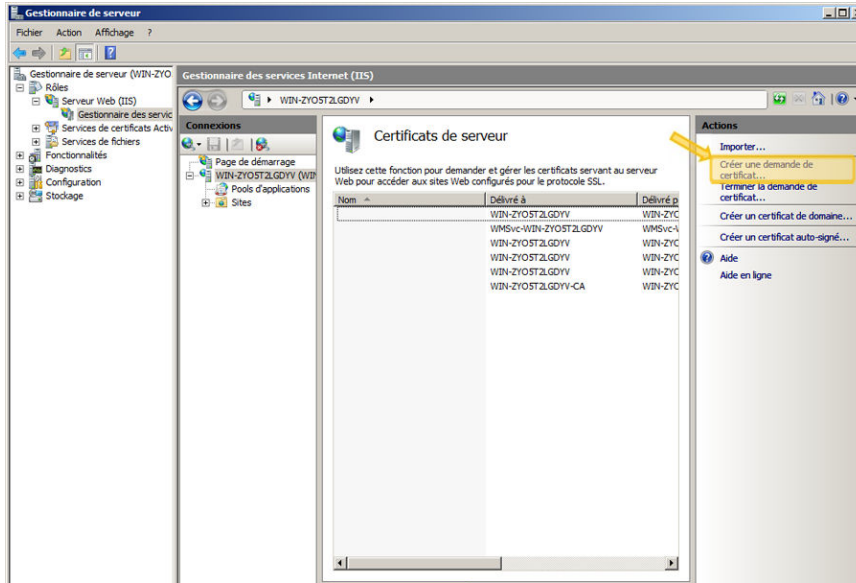 Gestionnaire de serveur
Fichier Action Affichage ?
Gestionnaire de serveur (WIN-ZYO
Rôles
Serveur Web (IIS)
Gestionnaire des servic
Services de certificats Activ
Services de fichiers
Fonctionnalités
Diagnostics
Configuration
Stockage
Gestionnaire des services Internet (IIS)
WIN-ZYO5T2LGDYV
Connexions
Page de démarrage
WIN-ZYO5T2LGDYV (WIN
Pools d'applications
Sites
Certificats de serveur
Utilisez cette fonction pour demander et gérer les certificats servant au serveur
Web pour accéder aux sites Web configurés pour le protocole SSL.
Nom Délivré à Délivré p
WIN-ZYO5T2LGDYV WIN-ZYO
WMSvc-WIN-ZYO5T2LGDYV WMSvc-V
WIN-ZYO5T2LGDYV WIN-ZYO
WIN-ZYO5T2LGDYV WIN-ZYO
WIN-ZYO5T2LGDYV WIN-ZYO
WIN-ZYO5T2LGDYV-CA WIN-ZYO
Actions
Importer...
Créer une demande de
certificat...
Terminer la demande de
certificat...
Créer un certificat de domaine...
Créer un certificat auto-signé...
Aide
Aide en ligne